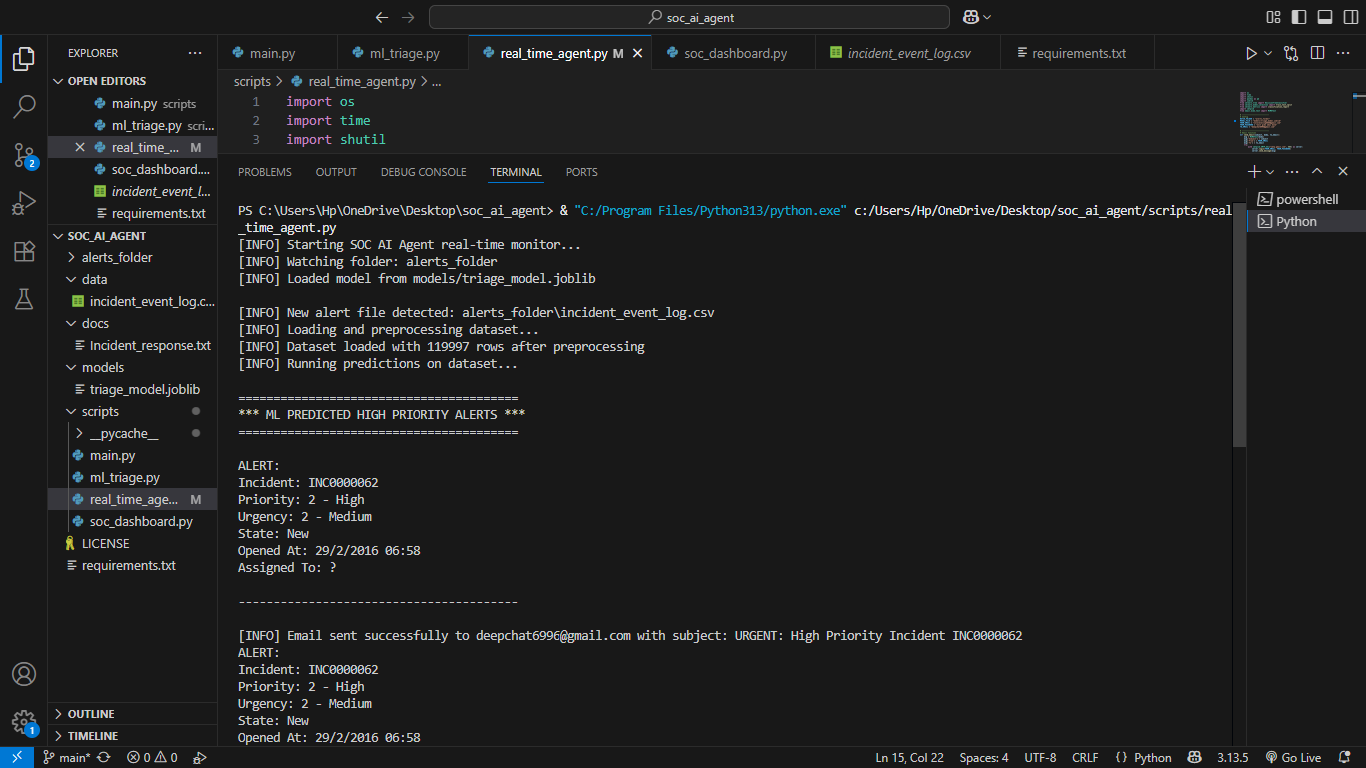 soc_ai_agent
EXPLORER
OPEN EDITORS
main.py scripts
ml_triage.py scri...
real_time_... M
soc_dashboard....
incident_event_l...
requirements.txt
SOC_AI_AGENT
alerts_folder
data
incident_event_log.c...
docs
Incident_response.txt
models
triage_model.joblib
scripts
__pycache__
main.py
ml_triage.py
real_time_age... M
soc_dashboard.py
LICENSE
requirements.txt
OUTLINE
TIMELINE
2
1
main.py
ml_triage.py
real_time_agent.py M
soc_dashboard.py
incident_event_log.csv
requirements.txt
scripts > real_time_agent.py > ...
1 import os
2 import time
3 import shutil
PROBLEMS OUTPUT DEBUG CONSOLE TERMINAL PORTS
powershell
Python
PS C:\Users\Hp\OneDrive\Desktop\soc_ai_agent> & "C:/Program Files/Python313/python.exe" c:/Users/Hp/OneDrive/Desktop/soc_ai_agent/scripts/real
_time_agent.py
[INFO] Starting SOC AI Agent real-time monitor...
[INFO] Watching folder: alerts_folder
[INFO] Loaded model from models/triage_model.joblib
[INFO] New alert file detected: alerts_folder\incident_event_log.csv
[INFO] Loading and preprocessing dataset...
[INFO] Dataset loaded with 119997 rows after preprocessing
[INFO] Running predictions on dataset...
========================================
*** ML PREDICTED HIGH PRIORITY ALERTS ***
========================================
ALERT:
Incident: INC0000062
Priority: 2 - High
Urgency: 2 - Medium
State: New
Opened At: 29/2/2016 06:58
Assigned To: ?
----------------------------------------
[INFO] Email sent successfully to deepchat6996@gmail.com with subject: URGENT: High Priority Incident INC0000062
ALERT:
Incident: INC0000062
Priority: 2 - High
Urgency: 2 - Medium
State: New
Opened At: 29/2/2016 06:58
main* 0 0 Ln 15, Col 22 Spaces: 4 UTF-8 CRLF {} Python 3.13.5 Go Live